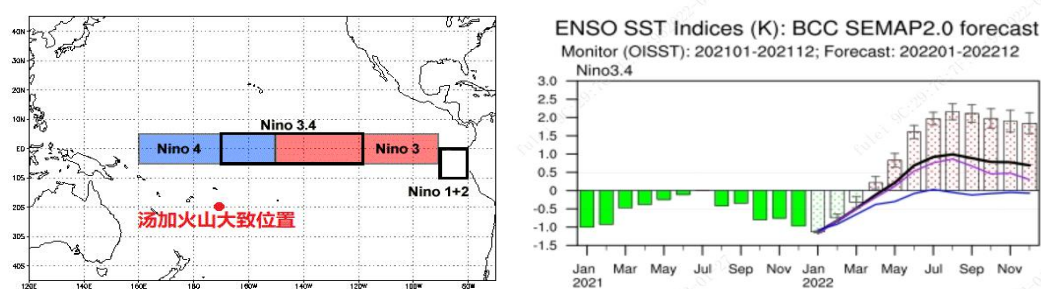 40N
30N
20N
10N
EQ
10S
20S
30S
40S
120E
140E
160E
180
160W
140W
120W
100W
80W
Nino 3.4
Nino 4
Nino 3
Nino 1+2
汤加火山大致位置
ENSO SST Indices (K): BCC SEMAP2.0 forecast
Monitor (OISST): 202101-202112; Forecast: 202201-202212
Nino3.4
3.0
2.5
2.0
1.5
1.0
0.5
0
-0.5
-1.0
-1.5
Jan Mar May Jul Sep Nov Jan Mar May Jul Sep Nov
2021 2022